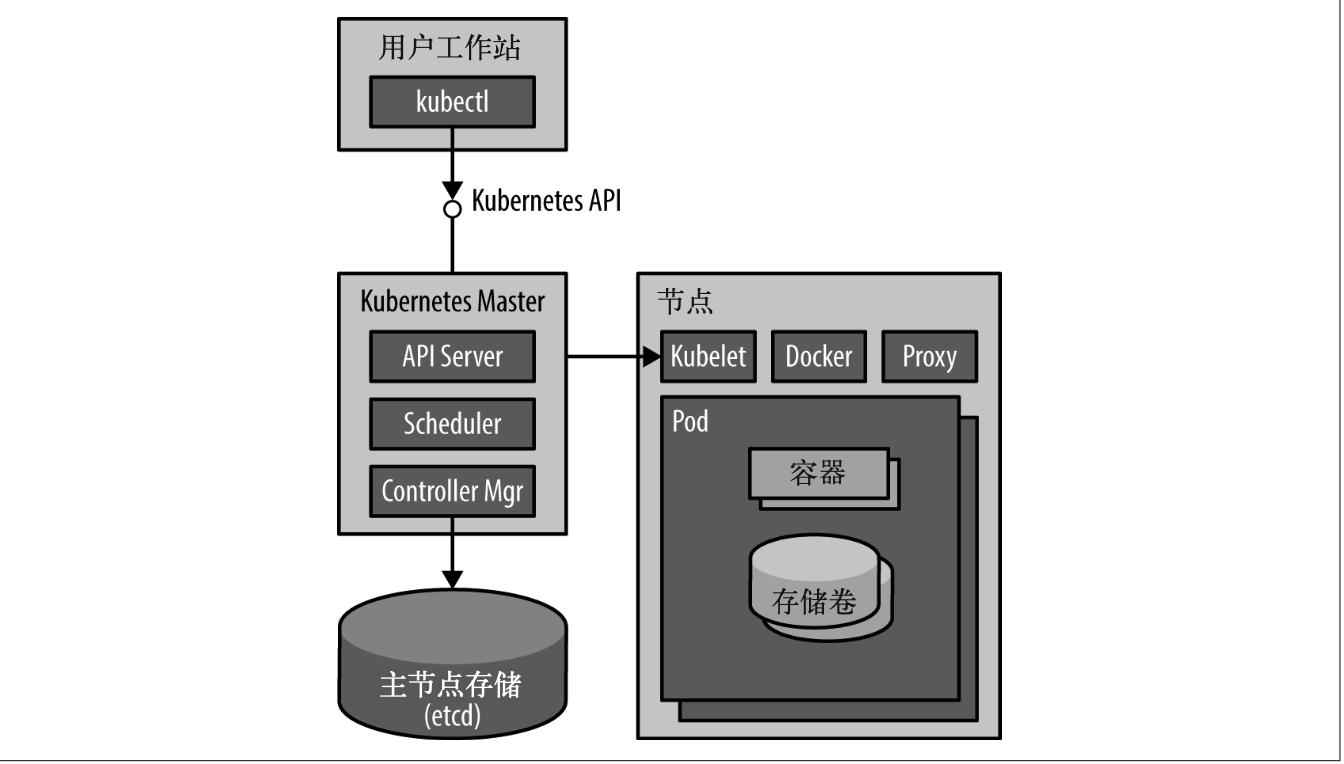 用户工作站
kubectl
Kubernetes API
Kubernetes Master
API Server
Scheduler
Controller Mgr
主节点存储
(etcd)
节点
Kubelet
Docker
Proxy
Pod
容器
存储卷